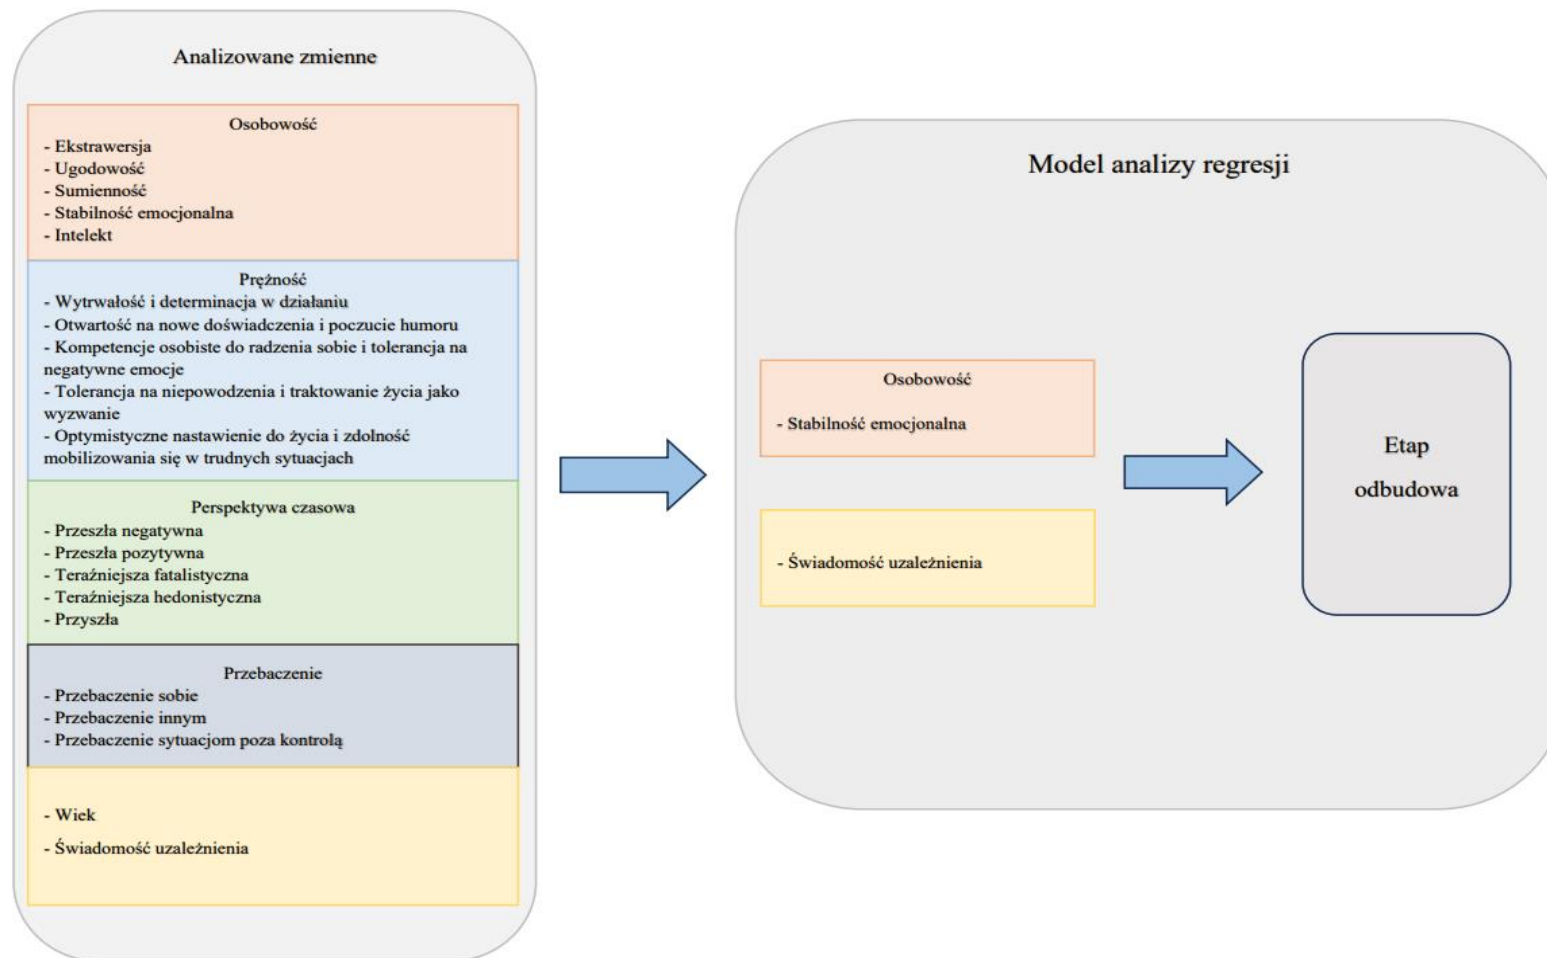 Analizowane zmienne
Osobowość
- Ekstrawersja
- Ugodowość
- Sumienność
- Stabilność emocjonalna
- Intelekt
Prężność
- Wytrwałość i determinacja w działaniu
- Otwartość na nowe doświadczenia i poczucie humoru
- Kompetencje osobiste do radzenia sobie i tolerancja na
negatywne emocje
- Tolerancja na niepowodzenia i traktowanie życia jako
wyzwanie
- Optymistyczne nastawienie do życia i zdolność
mobilizowania się w trudnych sytuacjach
Perspektywa czasowa
- Przeszła negatywna
- Przeszła pozytywna
- Teraźniejsza fatalistyczna
- Teraźniejsza hedonistyczna
- Przyszła
Przebaczenie
- Przebaczenie sobie
- Przebaczenie innym
- Przebaczenie sytuacjom poza kontrolą
- Wiek
- Świadomość uzależnienia
Model analizy regresji
Osobowość
- Stabilność emocjonalna
- Świadomość uzależnienia
Etap
odbudowa